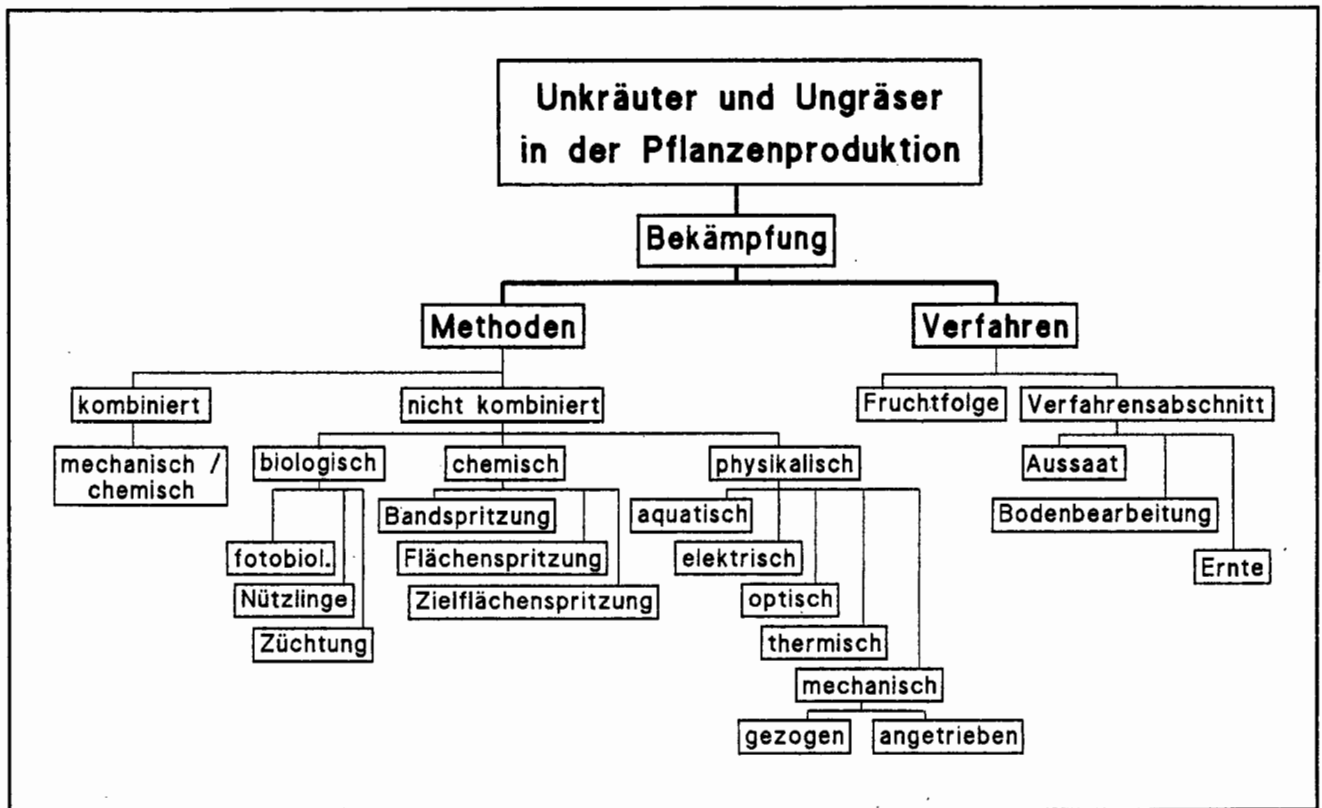 Unkräuter und Ungräser
in der Pflanzenproduktion
Bekämpfung
Methoden
Verfahren
kombiniert
nicht kombiniert
Fruchtfolge
Verfahrensabschnitt
mechanisch /
chemisch
biologisch
chemisch
physikalisch
Aussaat
Bandspritzung
aquatisch
Bodenbearbeitung
fotobiol.
Flächenspritzung
elektrisch
Ernte
Nützlinge
Zielflächenspritzung
optisch
Züchtung
thermisch
mechanisch
gezogen
angetrieben